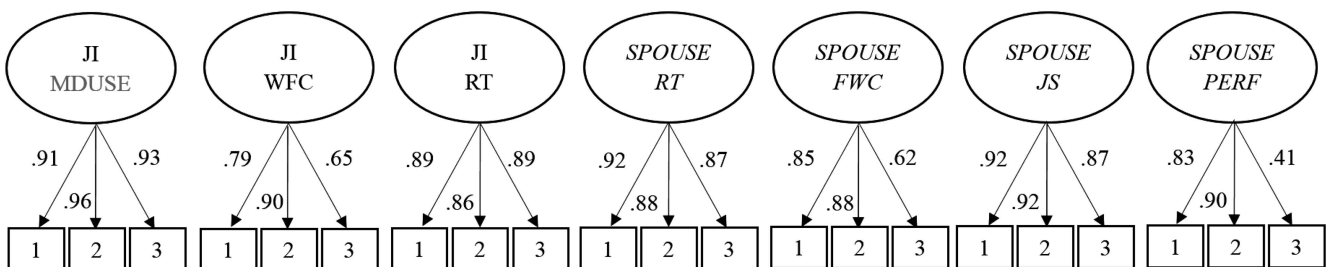 JI JI JI SPOUSE SPOUSE SPOUSE SPOUSE
MDUSE WFC RT RT FWC JS PERF
.91 .93 .79 .65 .89 .89 .92 .87 .85 .62 .92 .87 .83 .41
.96 .90 .86 .88 .88 .92 .90
1 2 3 1 2 3 1 2 3 1 2 3 1 2 3 1 2 3 1 2 3